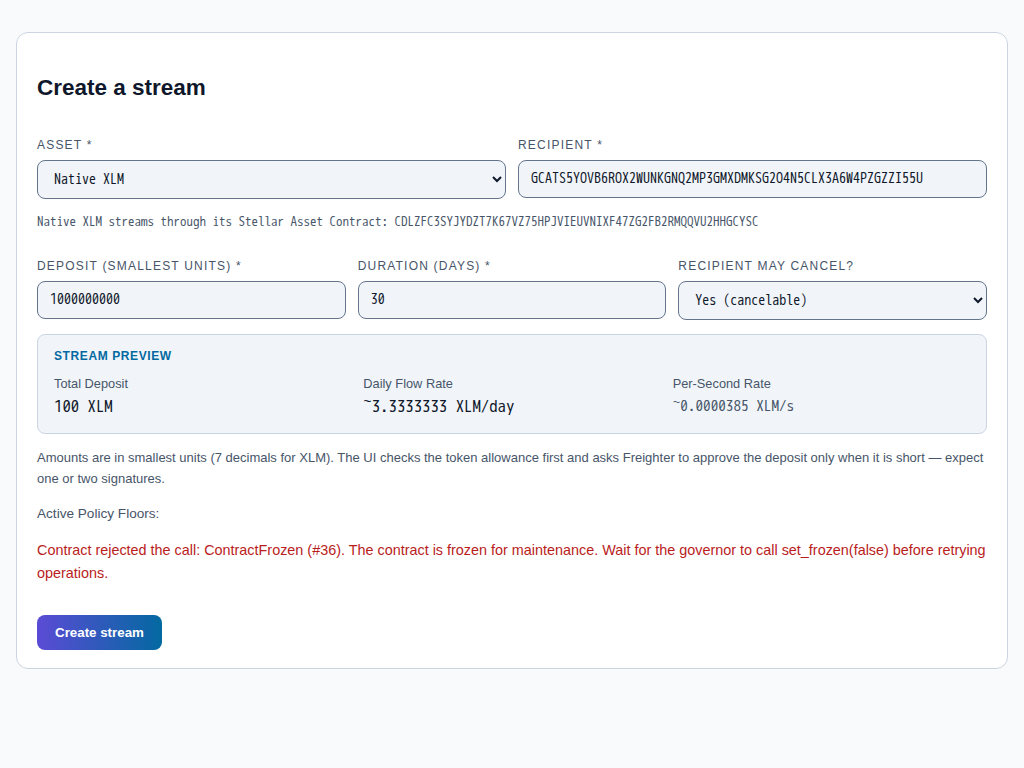 Create a stream
ASSET *
RECIPIENT *
Native XLM
GCATS5YOVB6ROX2WUNKGNQ2MP3GMXDMKSG2O4N5CLX3A6W4PZGZZI55U
Native XLM streams through its Stellar Asset Contract: CDLZFC3SYJYDZT7K67VZ75HPJVIEUVNIXF47ZG2FB2RMQQVU2HHGCYSC
DEPOSIT (SMALLEST UNITS) *
DURATION (DAYS) *
RECIPIENT MAY CANCEL?
1000000000
30
Yes (cancelable)
STREAM PREVIEW
Total Deposit
Daily Flow Rate
Per-Second Rate
100 XLM
~3.3333333 XLM/day
~0.0000385 XLM/s
Amounts are in smallest units (7 decimals for XLM). The UI checks the token allowance first and asks Freighter to approve the deposit only when it is short — expect
one or two signatures.
Active Policy Floors:
Contract rejected the call: ContractFrozen (#36). The contract is frozen for maintenance. Wait for the governor to call set_frozen(false) before retrying
operations.
Create stream